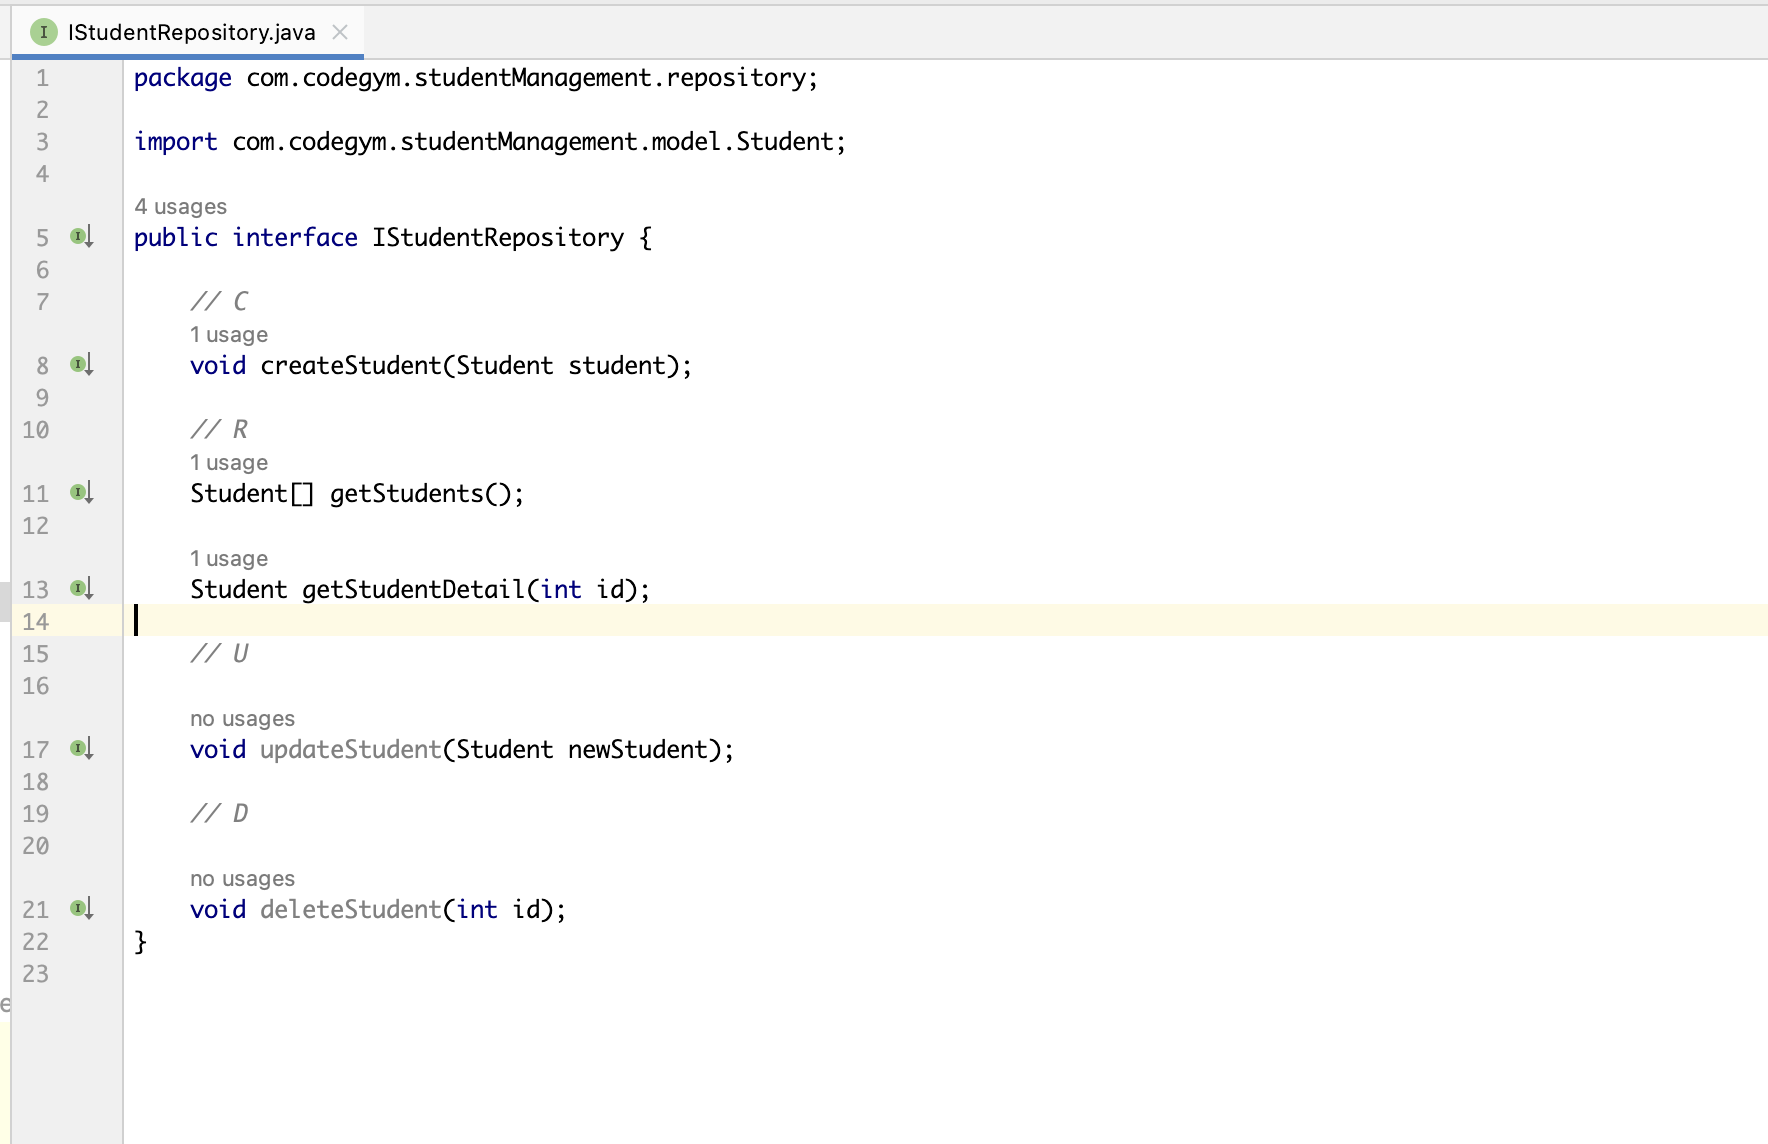 IStudentRepository.java
1 package com.codegym.studentManagement.repository;
2
3 import com.codegym.studentManagement.model.Student;
4
4 usages
5 public interface IStudentRepository {
6
7 // C
1 usage
8 void createStudent(Student student);
9
10 // R
1 usage
11 Student[] getStudents();
12
1 usage
13 Student getStudentDetail(int id);
14
15 // U
16
no usages
17 void updateStudent(Student newStudent);
18
19 // D
20
no usages
21 void deleteStudent(int id);
22 }
23